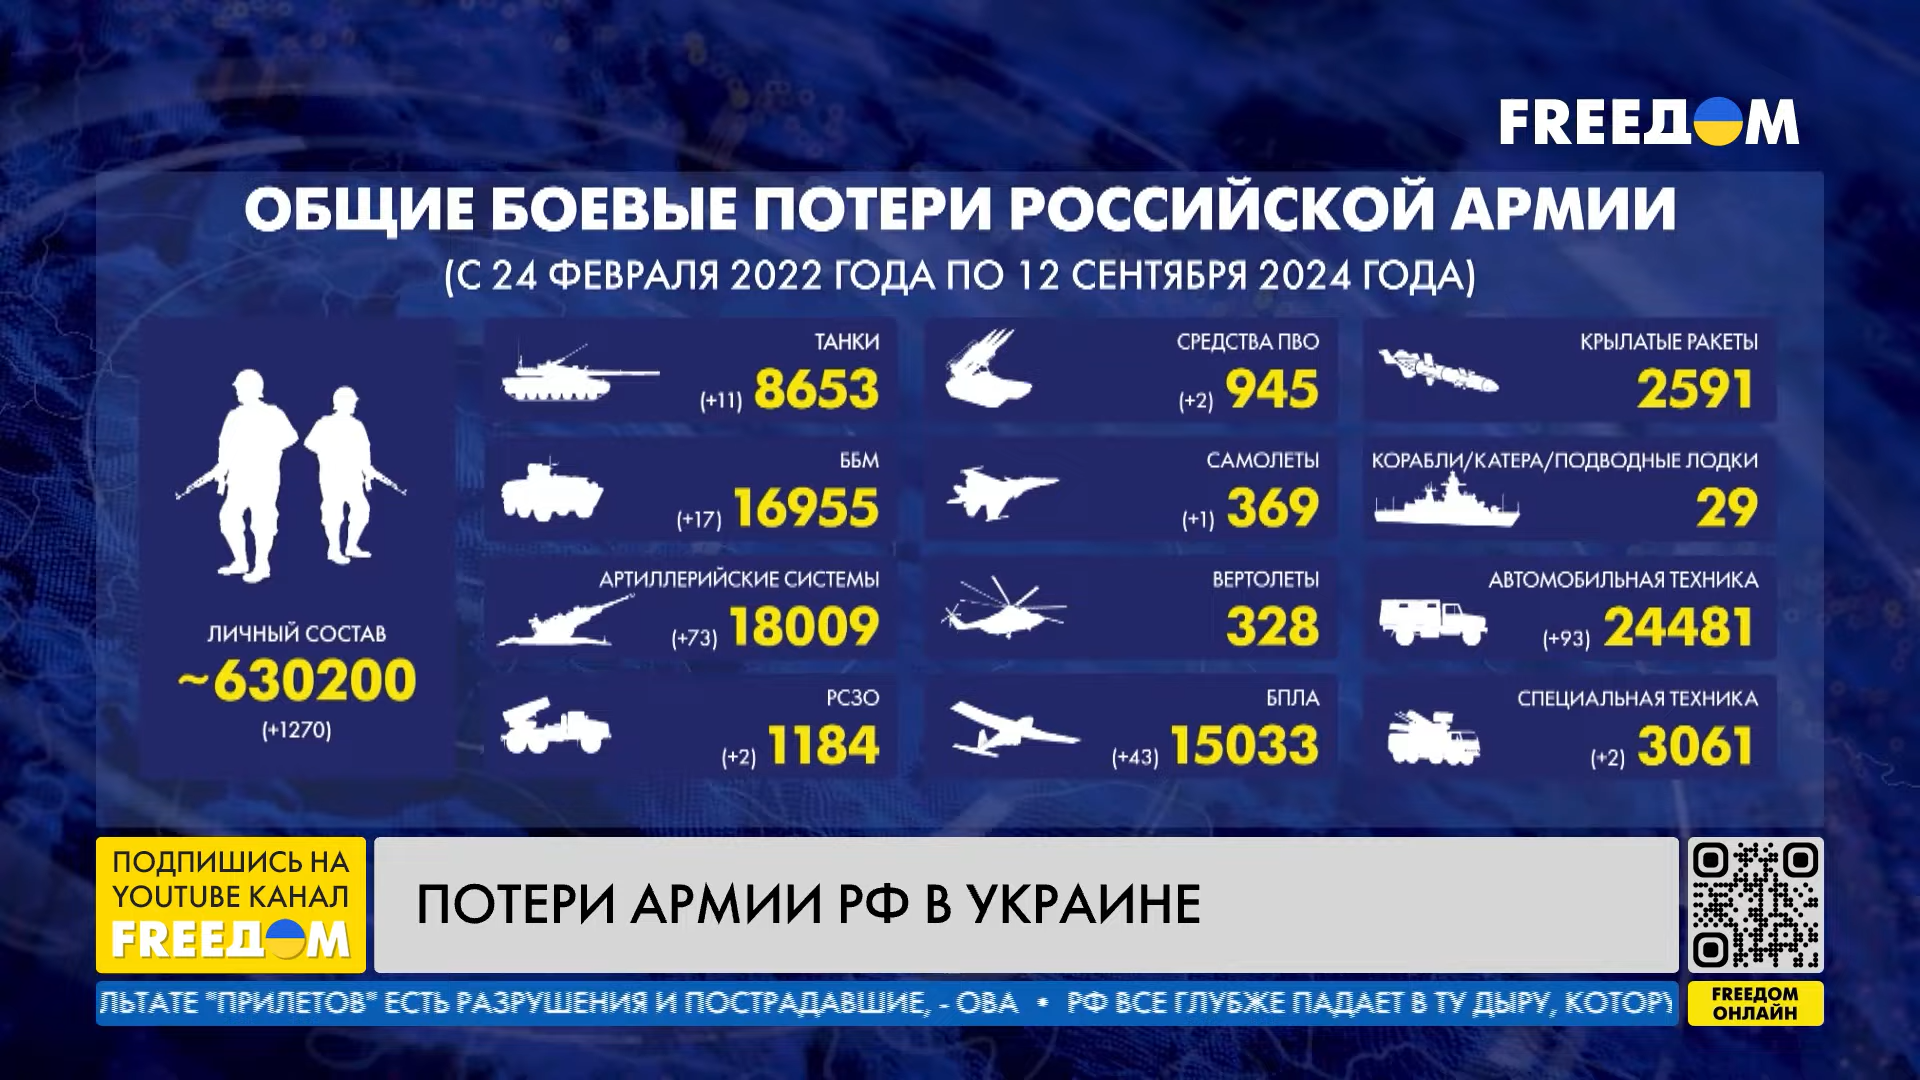 FREEДОМ
ОБЩИЕ БОЕВЫЕ ПОТЕРИ РОССИЙСКОЙ АРМИИ
(С 24 ФЕВРАЛЯ 2022 ГОДА ПО 12 СЕНТЯБРЯ 2024 ГОДА)
ЛИЧНЫЙ СОСТАВ
~630200
(+1270)
ТАНКИ
(+11) 8653
ББМ
(+17) 16955
АРТИЛЛЕРИЙСКИЕ СИСТЕМЫ
(+73) 18009
РСЗО
(+2) 1184
СРЕДСТВА ПВО
(+2) 945
САМОЛЕТЫ
(+1) 369
ВЕРТОЛЕТЫ
328
БПЛА
(+43) 15033
КРЫЛАТЫЕ РАКЕТЫ
2591
КОРАБЛИ/КАТЕРА/ПОДВОДНЫЕ ЛОДКИ
29
АВТОМОБИЛЬНАЯ ТЕХНИКА
(+93) 24481
СПЕЦИАЛЬНАЯ ТЕХНИКА
(+2) 3061
ПОДПИШИСЬ НА
YOUTUBE КАНАЛ
FREEДОМ
ПОТЕРИ АРМИИ РФ В УКРАИНЕ
ЛЬТАТЕ "ПРИЛЕТОВ" ЕСТЬ РАЗРУШЕНИЯ И ПОСТРАДАВШИЕ, - ОВА • РФ ВСЕ ГЛУБЖЕ ПАДАЕТ В ТУ ДЫРУ, КОТОРУ
FREEДОМ
ОНЛАЙН